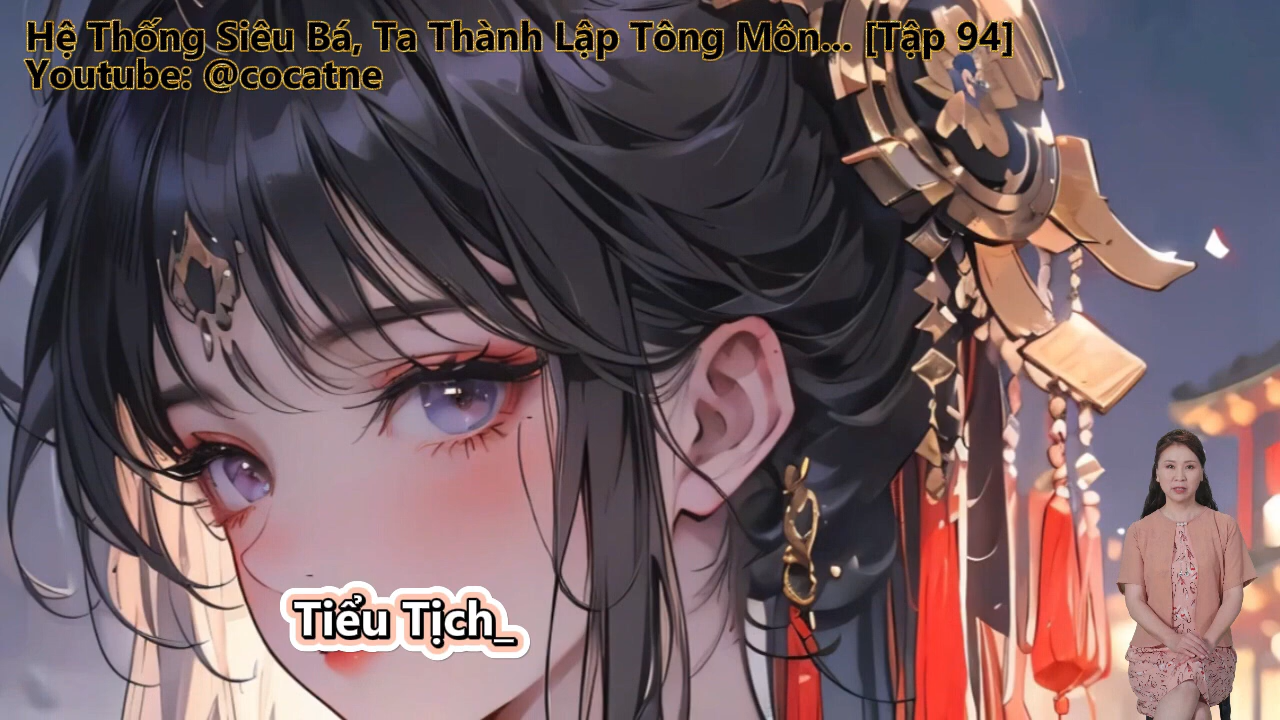 Hệ Thống Siêu Bá, Ta Thành Lập Tông Môn... [Tập 94]
Youtube: @cocatne
Tiểu Tịch_